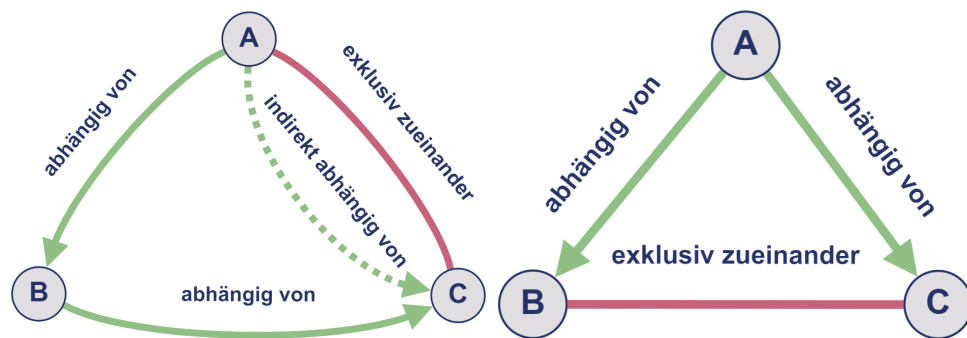 A
abhängig von
exklusiv zueinander
indirekt abhängig von
B
abhängig von
C
A
abhängig von
abhängig von
exklusiv zueinander
B
C